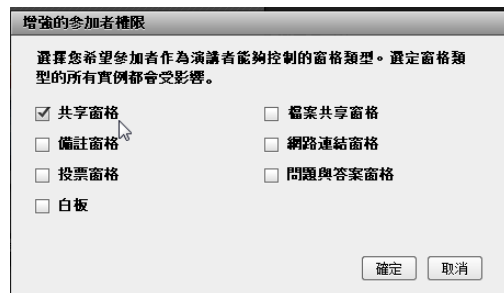 增強的參加者權限
選擇您希望參加者作為演講者能夠控制的窗格類型。選定窗格類
型的所有實例都會受影響。
共享窗格
檔案共享窗格
備註窗格
網路連結窗格
投票窗格
問題與答案窗格
白板
確定
取消